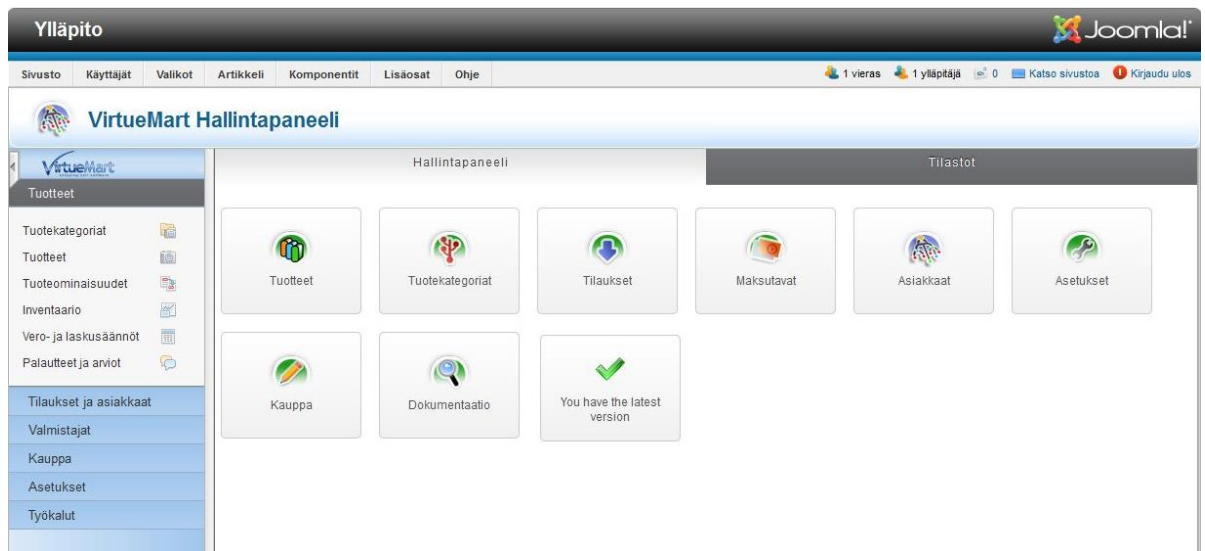 Ylläpito
Joomla!
Sivusto Käyttäjät Valikot Artikkeli Komponentit Lisäosat Ohje
1 vieras 1 ylläpitäjä 0 Katso sivustoa Kirjaudu ulos
VirtueMart Hallintapaneeli
VirtueMart
Hallintapaneeli Tilastot
Tuotteet
Tuotekategoriat
Tuotteet
Tuoteominaisuudet
Inventaario
Vero- ja laskusäännöt
Palautteet ja arviot
Tilaukset ja asiakkaat
Valmistajat
Kauppa
Asetukset
Työkalut
Tuotteet Tuotekategoriat Tilaukset Maksutavat Asiakkaat Asetukset
Kauppa Dokumentaatio You have the latest
version